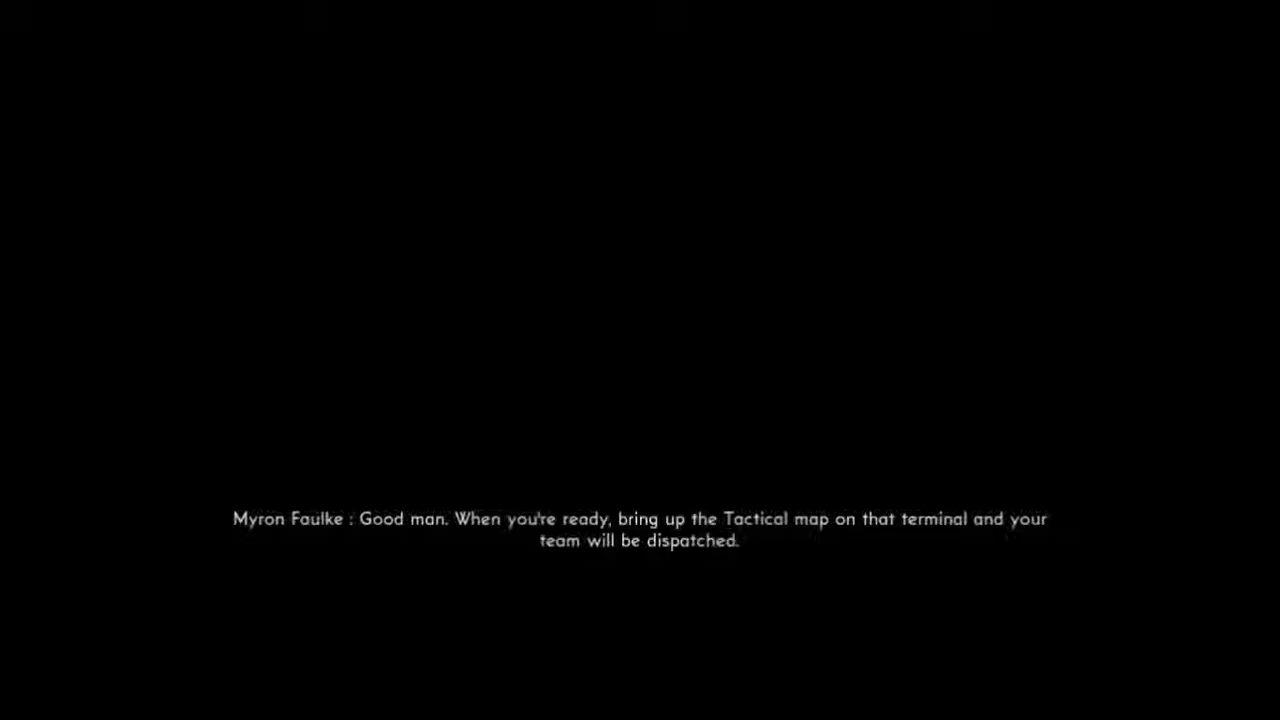 Myron Faulke : Good man. When you're ready, bring up the Tactical map on that terminal and your
team will be dispatched.